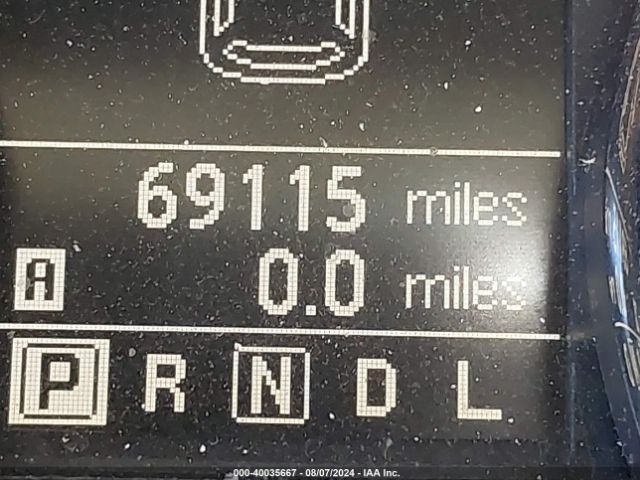 69115 miles
A 0.0 miles
P R N D L
000-40035667 - 08/07/2024 - IAA Inc.